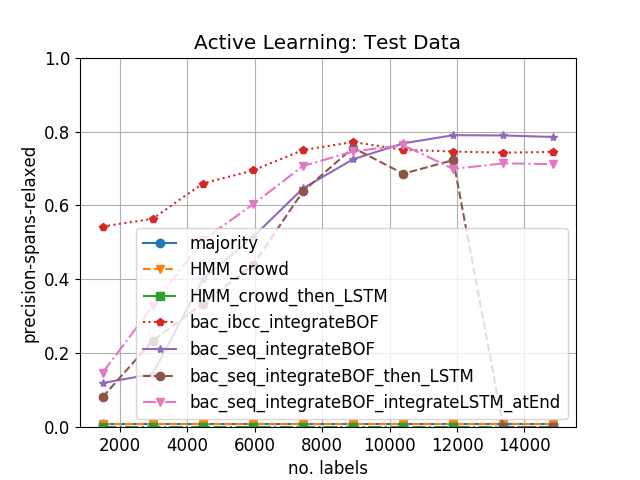 Active Learning: Test Data
1.0
0.8
0.6
0.4
0.2
0.0
precision-spans-relaxed
majority
HMM_crowd
HMM_crowd_then_LSTM
bac_ibcc_integrateBOF
bac_seq_integrateBOF
bac_seq_integrateBOF_then_LSTM
bac_seq_integrateBOF_integrateLSTM_atEnd
2000 4000 6000 8000 10000 12000 14000
no. labels